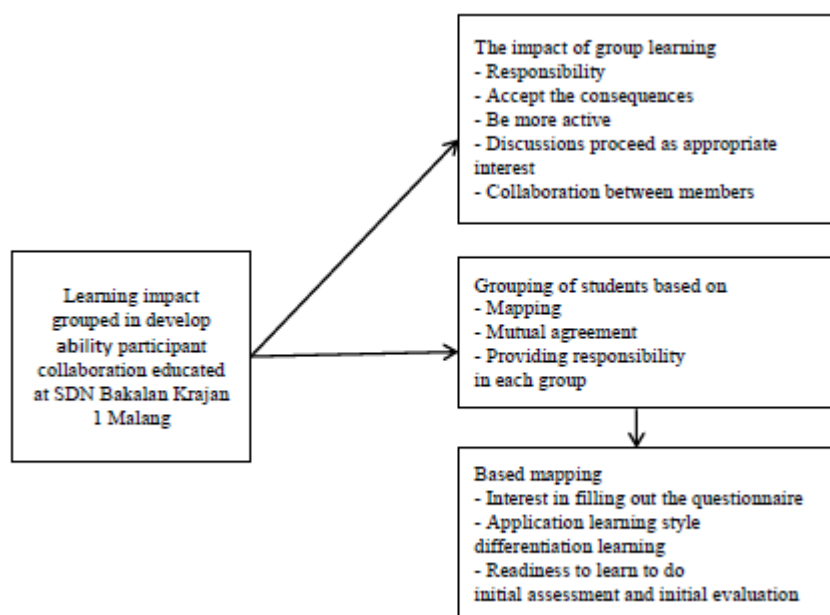 The impact of group learning
- Responsibility
- Accept the consequences
- Be more active
- Discussions proceed as appropriate
interest
- Collaboration between members
Learning impact
grouped in develop
ability participant
collaboration educated
at SDN Bakalan Krajan
1 Malang
Grouping of students based on
- Mapping
- Mutual agreement
- Providing responsibility
in each group
Based mapping
- Interest in filling out the questionnaire
- Application learning style
differentiation learning
- Readiness to learn to do
initial assessment and initial evaluation